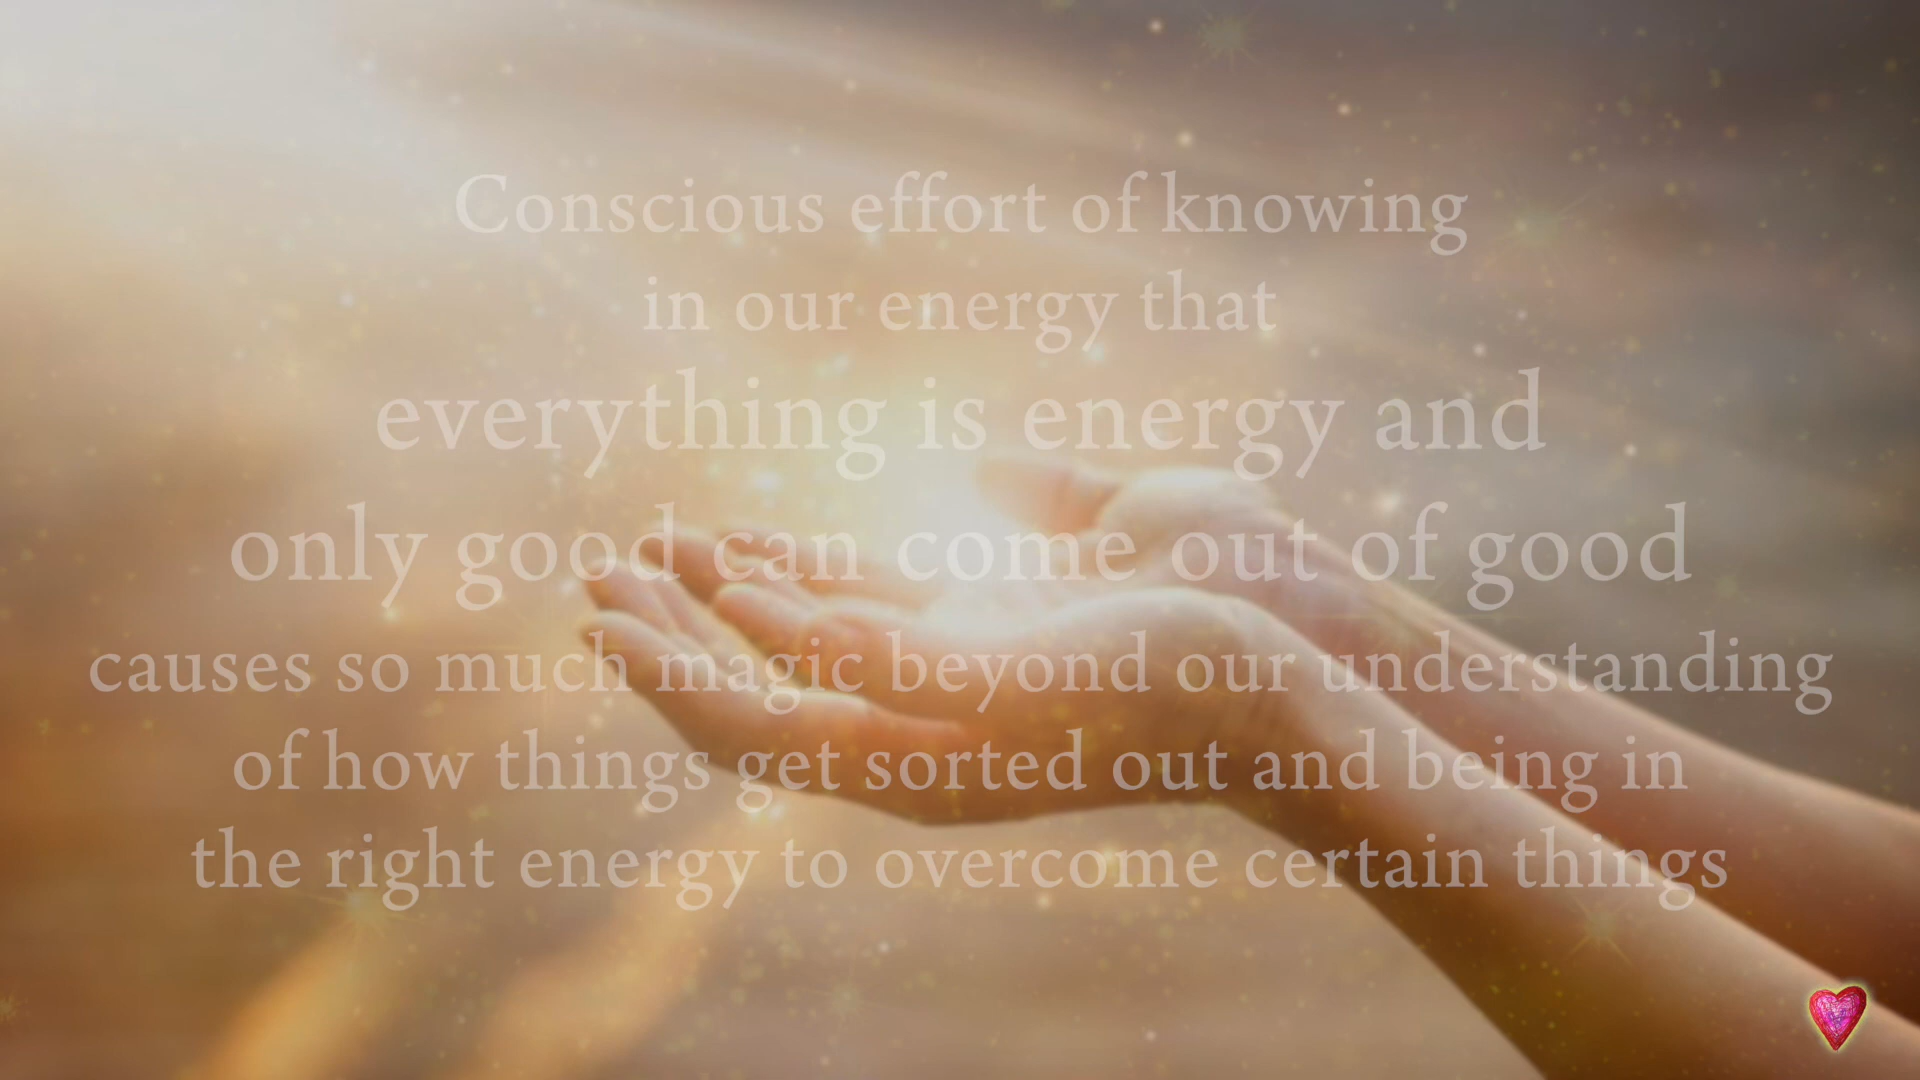 Conscious effort of knowing
in our energy that
everything is energy and
only good can come out of good
causes so much magic beyond our understanding
of how things get sorted out and being in
the right energy to overcome certain things